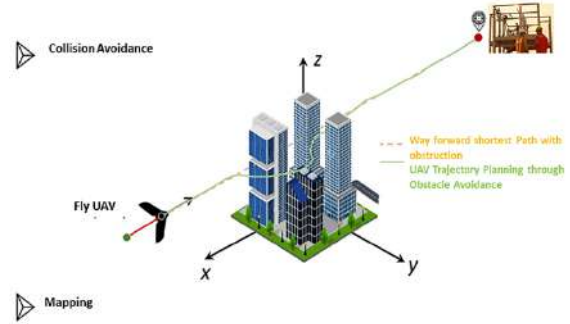 Collision Avoidance
z
Way forward shortest Path with
obstruction
UAV Trajectory Planning through
Obstacle Avoidance
Fly UAV
x
y
Mapping